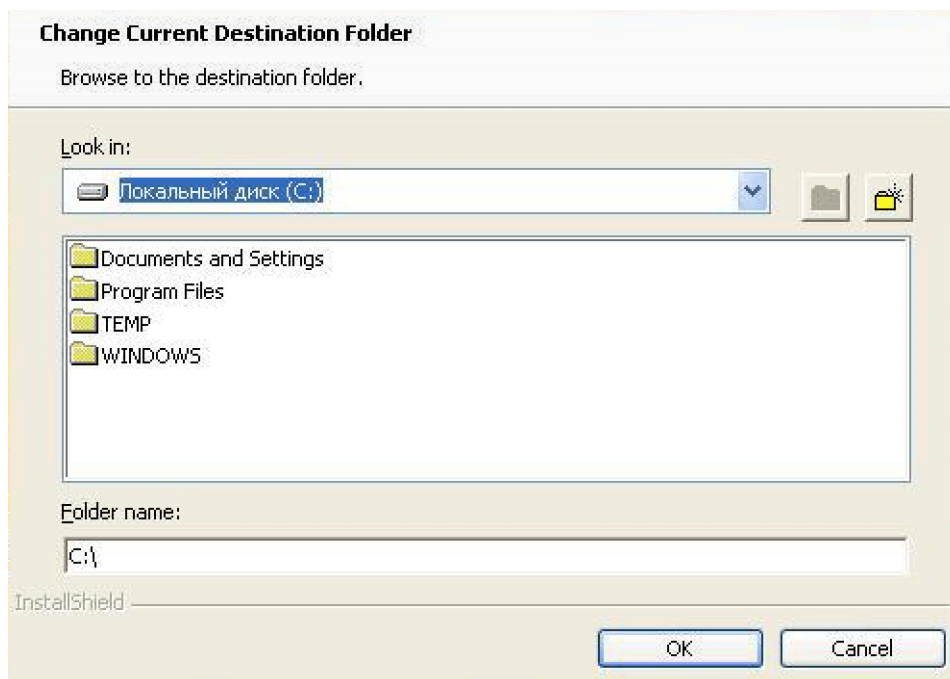 Change Current Destination Folder
Browse to the destination folder.
Look in:
Локальный диск (C:)
Documents and Settings
Program Files
TEMP
WINDOWS
Folder name:
C:\
InstallShield
OK
Cancel